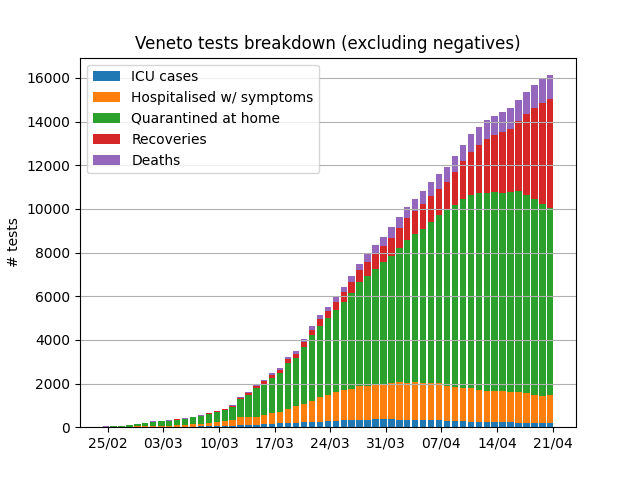 Veneto tests breakdown (excluding negatives)
ICU cases
Hospitalised w/ symptoms
Quarantined at home
Recoveries
Deaths
# tests
16000
14000
12000
10000
8000
6000
4000
2000
0
25/02 03/03 10/03 17/03 24/03 31/03 07/04 14/04 21/04